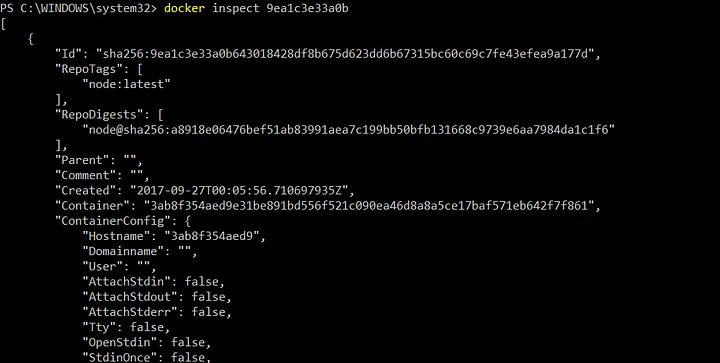 PS C:\WINDOWS\system32> docker inspect 9ea1c3e33a0b
[
    {
        "Id": "sha256:9ea1c3e33a0b643018428df8b675d623dd6b67315bc60c69c7fe43efea9a177d",
        "RepoTags": [
            "node:latest"
        ],
        "RepoDigests": [
            "node@sha256:a8918e06476bef51ab83991aea7c199bb50bfb131668c9739e6aa7984da1c1f6"
        ],
        "Parent": "",
        "Comment": "",
        "Created": "2017-09-27T00:05:56.710697935Z",
        "Container": "3ab8f354aed9e31be891bd556f521c090ea46d8a8a5ce17baf571eb642f7f861",
        "ContainerConfig": {
            "Hostname": "3ab8f354aed9",
            "Domainname": "",
            "User": "",
            "AttachStdin": false,
            "AttachStdout": false,
            "AttachStderr": false,
            "Tty": false,
            "OpenStdin": false,
            "StdinOnce": false,